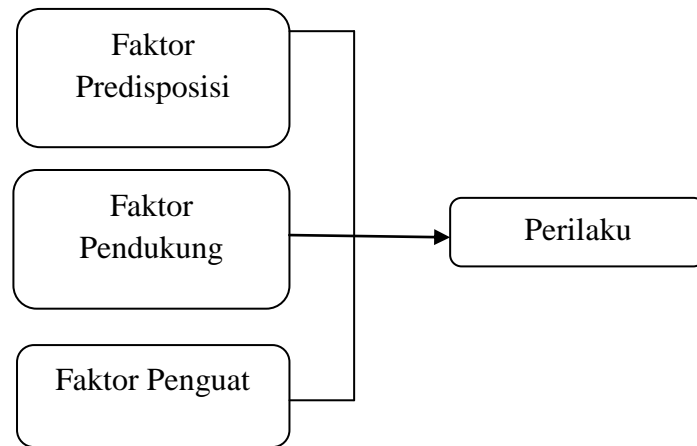 Faktor
Predisposisi
Faktor
Pendukung
Perilaku
Faktor Penguat